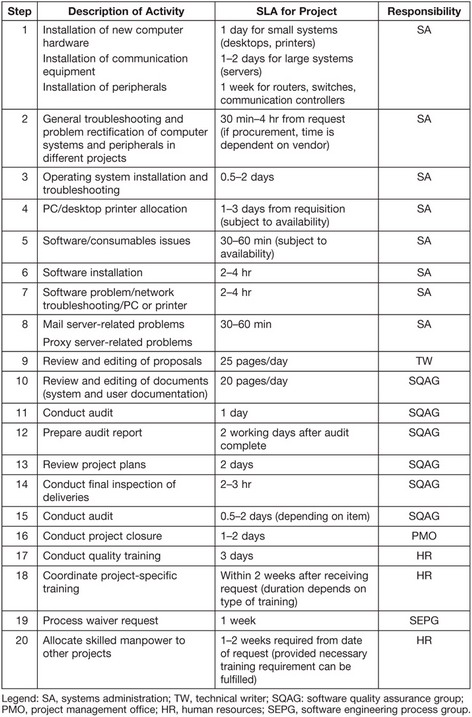 Step Description of Activity SLA for Project Responsibility
1 Installation of new computer 1 day for small systems SA
hardware (desktops, printers)
Installation of communication 1–2 days for large systems
equipment (servers)
Installation of peripherals 1 week for routers, switches,
communication controllers
2 General troubleshooting and 30 min–4 hr from request SA
problem rectification of computer (if procurement, time is
systems and peripherals in dependent on vendor)
different projects
3 Operating system installation and 0.5–2 days SA
troubleshooting
4 PC/desktop printer allocation 1–3 days from requisition SA
(subject to availability)
5 Software/consumables issues 30–60 min (subject to SA
availability)
6 Software installation 2–4 hr SA
7 Software problem/network 2–4 hr SA
troubleshooting/PC or printer
8 Mail server-related problems 30–60 min SA
Proxy server-related problems
9 Review and editing of proposals 25 pages/day TW
10 Review and editing of documents 20 pages/day SQAG
(system and user documentation)
11 Conduct audit 1 day SQAG
12 Prepare audit report 2 working days after audit SQAG
complete
13 Review project plans 2 days SQAG
14 Conduct final inspection of 2–3 hr SQAG
deliveries
15 Conduct audit 0.5–2 days (depending on item) SQAG
16 Conduct project closure 1–2 days PMO
17 Conduct quality training 3 days HR
18 Coordinate project-specific Within 2 weeks after receiving HR
training request (duration depends on
type of training)
19 Process waiver request 1 week SEPG
20 Allocate skilled manpower to 1–2 weeks required from date HR
other projects of request (provided necessary
training requirement can be
fulfilled)
Legend: SA, systems administration; TW, technical writer; SQAG: software quality assurance group;
PMO, project management office; HR, human resources; SEPG, software engineering process group.